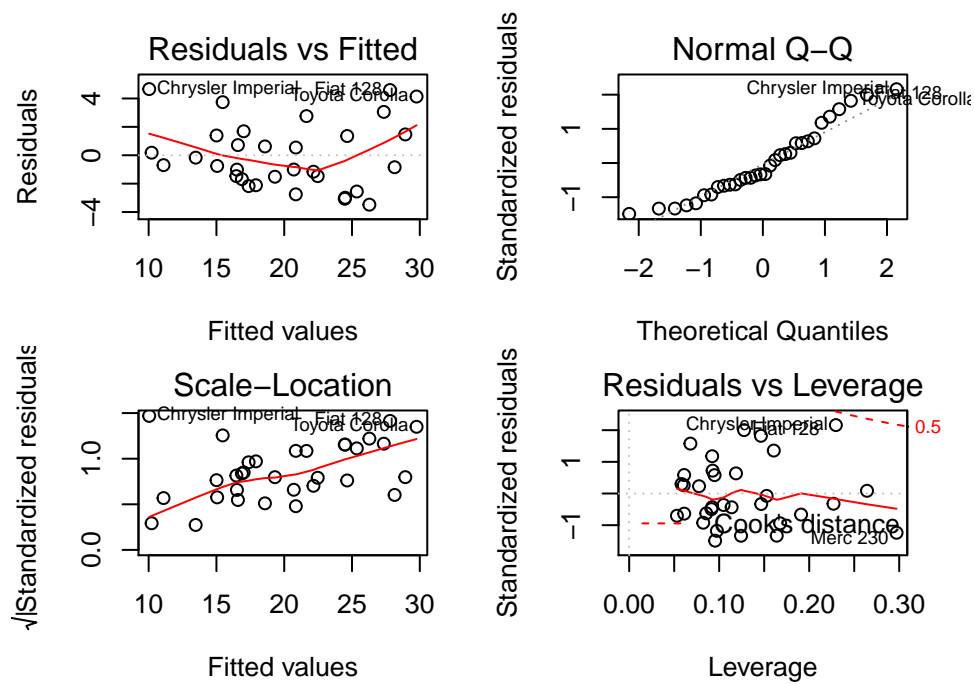 Residuals vs Fitted
Residuals
4
0
−4
Chrysler Imperial
Fiat 128
Toyota Corolla
10 15 20 25 30
Fitted values
Normal Q−Q
Standardized residuals
1
−1
Chrysler Imperial
Fiat 128
Toyota Corolla
−2 −1 0 1 2
Theoretical Quantiles
Scale−Location
√|Standardized residuals
1.0
0.0
Chrysler Imperial
Fiat 128
Toyota Corolla
10 15 20 25 30
Fitted values
Residuals vs Leverage
Standardized residuals
1
−1
Chrysler Imperial
Fiat 128
0.5
Cook's distance
Merc 230
0.00 0.10 0.20 0.30
Leverage